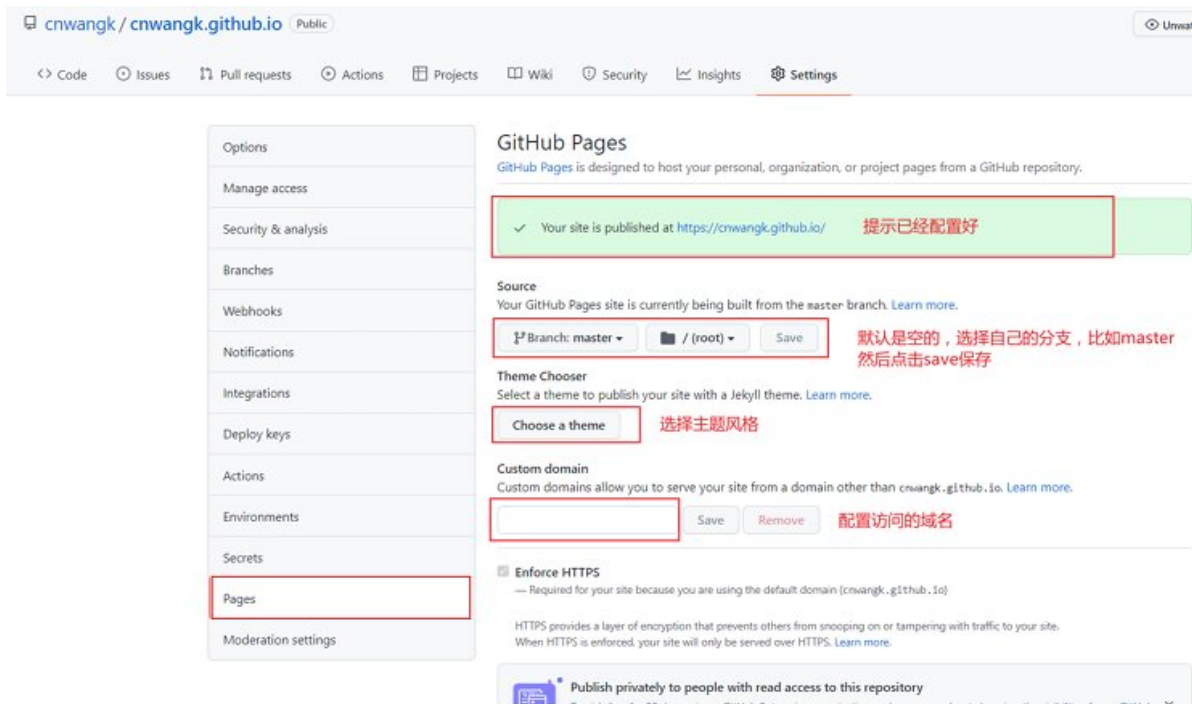 cnwangk / cnwangk.github.io Public
Code Issues Pull requests Actions Projects Wiki Security Insights Settings
Options
Manage access
Security & analysis
Branches
Webhooks
Notifications
Integrations
Deploy keys
Actions
Environments
Secrets
Pages
Moderation settings
GitHub Pages
GitHub Pages is designed to host your personal, organization, or project pages from a GitHub repository.
Your site is published at https://cnwangk.github.io/ 提示已经配置好
Source
Your GitHub Pages site is currently being built from the master branch. Learn more.
Branch: master / (root) Save
默认是空的，选择自己的分支，比如master
然后点击save保存
Theme Chooser
Select a theme to publish your site with a Jekyll theme. Learn more.
Choose a theme 选择主题风格
Custom domain
Custom domains allow you to serve your site from a domain other than cnwangk.github.io. Learn more.
Save Remove 配置访问的域名
Enforce HTTPS
— Required for your site because you are using the default domain (cnwangk.github.io)
HTTPS provides a layer of encryption that prevents others from snooping on or tampering with traffic to your site.
When HTTPS is enforced, your site will only be served over HTTPS. Learn more.
Publish privately to people with read access to this repository